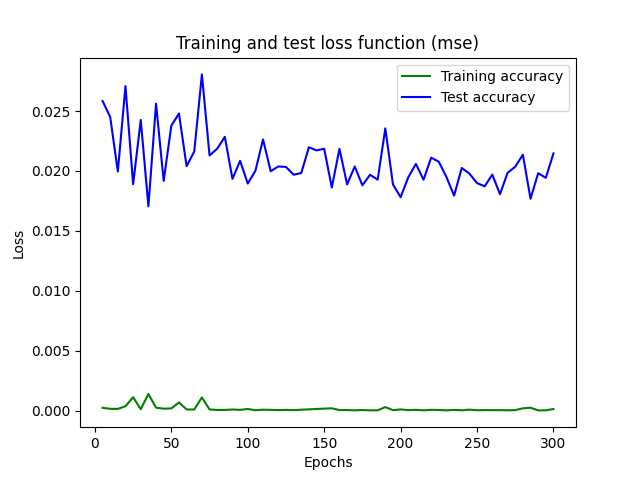 Training and test loss function (mse)
Training accuracy
Test accuracy
0.025
0.020
0.015
0.010
0.005
0.000
Loss
0 50 100 150 200 250 300
Epochs